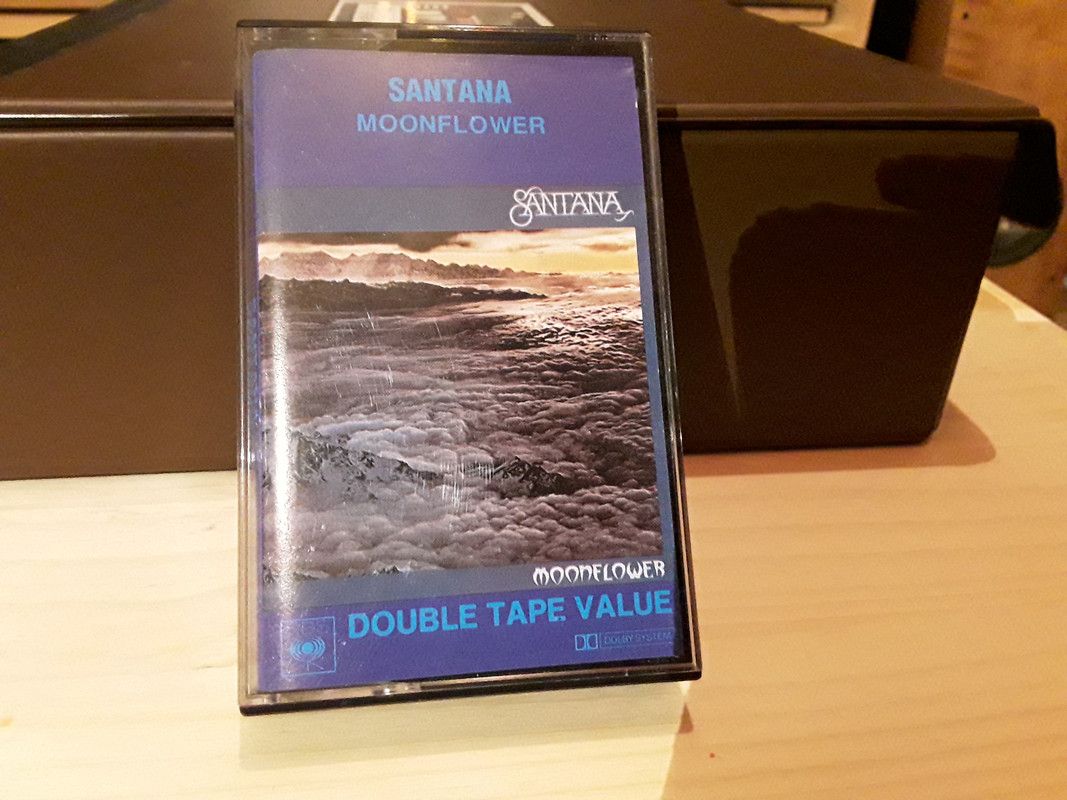 SANTANA
MOONFLOWER
SANTANA
MOONFLOWER
DOUBLE TAPE VALUE
DOLBY SYSTEM